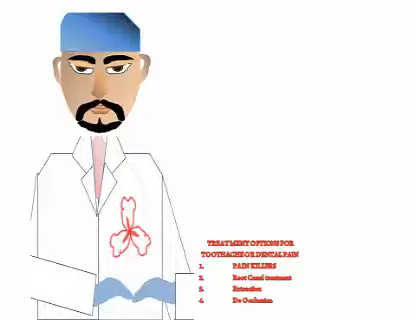 TREATMENT OPTIONS FOR
TOOTHACHE OR DENTAL PAIN
1. PAIN KILLERS
2. Root Canal treatment
3. Extraction
4. De Occlusion